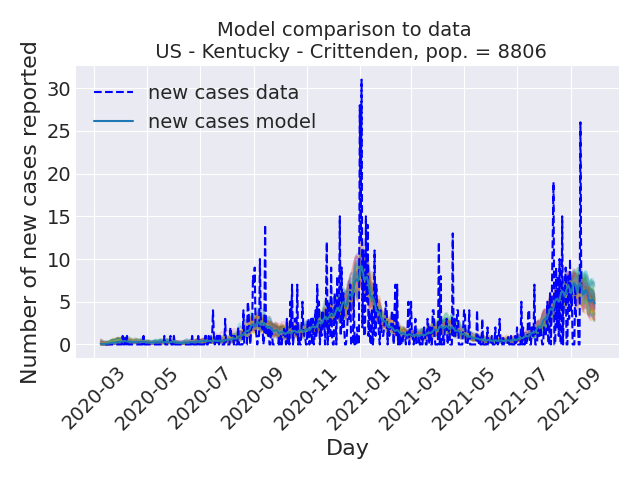 Model comparison to data
US - Kentucky - Crittenden, pop. = 8806
Number of new cases reported
30
25
20
15
10
5
0
new cases data
new cases model
2020-03
2020-05
2020-07
2020-09
2020-11
2021-01
2021-03
2021-05
2021-07
2021-09
Day